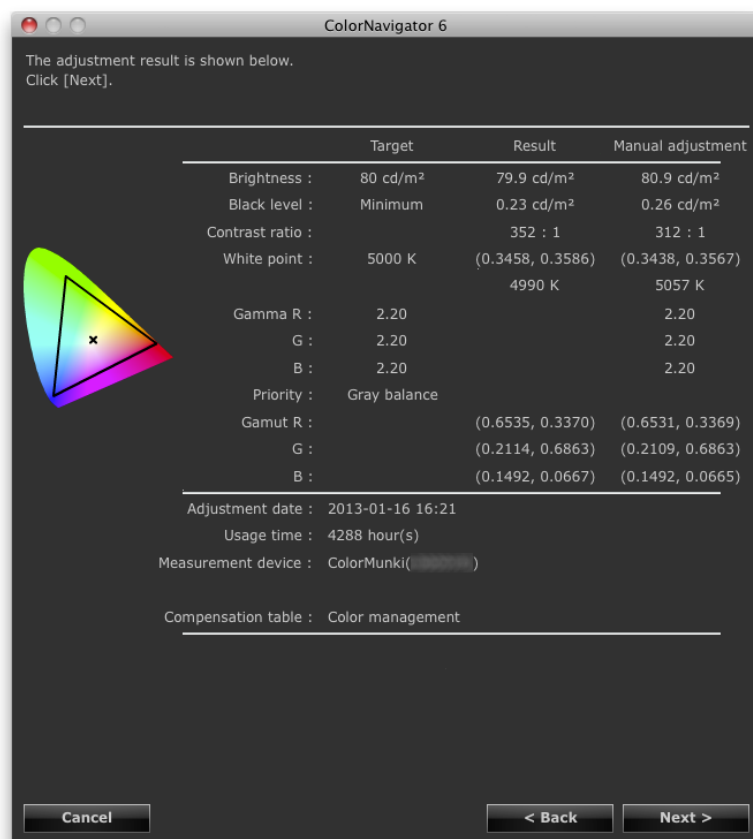 ColorNavigator 6
The adjustment result is shown below.
Click [Next].
Target Result Manual adjustment
Brightness : 80 cd/m² 79.9 cd/m² 80.9 cd/m²
Black level : Minimum 0.23 cd/m² 0.26 cd/m²
Contrast ratio : 352 : 1 312 : 1
White point : 5000 K (0.3458, 0.3586) (0.3438, 0.3567)
4990 K 5057 K
Gamma R : 2.20 2.20
G : 2.20 2.20
B : 2.20 2.20
Priority : Gray balance
Gamut R : (0.6535, 0.3370) (0.6531, 0.3369)
G : (0.2114, 0.6863) (0.2109, 0.6863)
B : (0.1492, 0.0667) (0.1492, 0.0665)
Adjustment date : 2013-01-16 16:21
Usage time : 4288 hour(s)
Measurement device : ColorMunki( )
Compensation table : Color management
Cancel < Back Next >